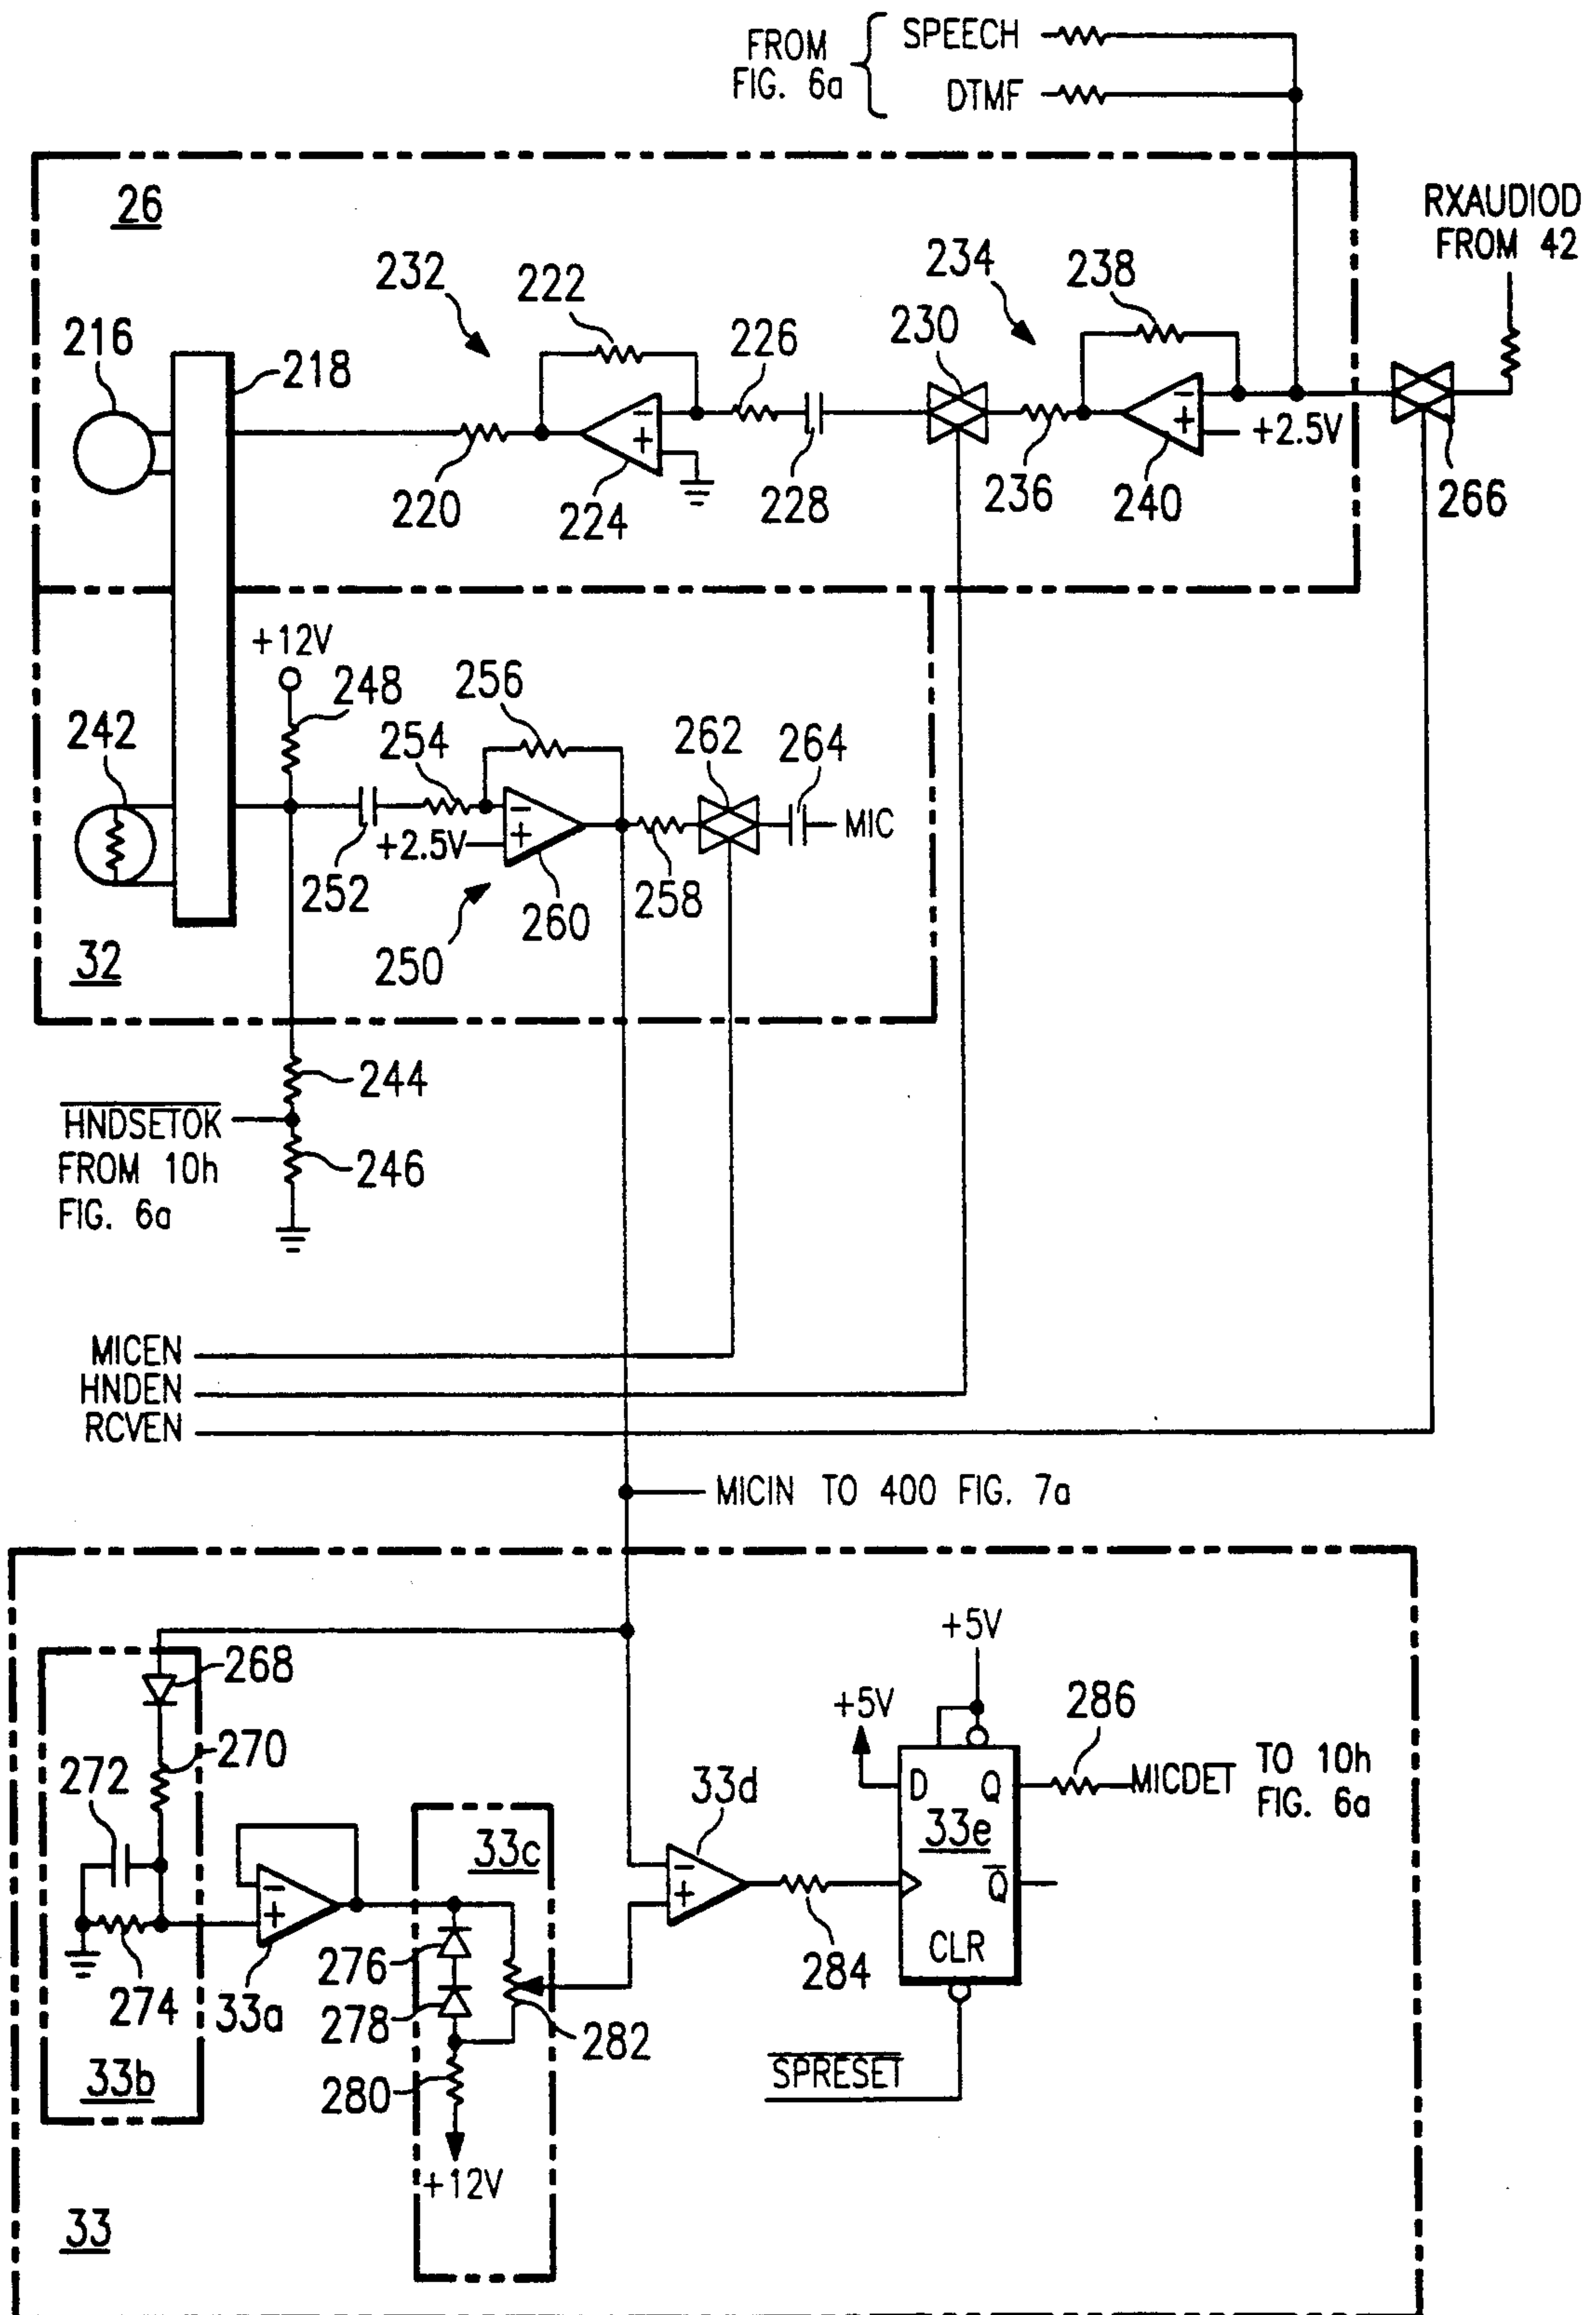 FROM
FIG. 6a
SPEECH
DTMF
26
RXAUDIOD
FROM 42
232
222
234
238
216
218
226
230
220
224
228
236
240
+2.5V
266
-
+
-
+
+12V
248
256
242
254
262
264
-
+
+2.5V
MIC
252
260
258
250
32
244
HNDSETOK
FROM 10h
FIG. 6a
246
MICEN
HNDEN
RCVEN
MICIN TO 400 FIG. 7a
268
+5V
+5V
286
270
272
33d
D Q
MICDET TO 10h
FIG. 6a
33c
33e
-
+
-
+
Q
276
CLR
284
274
33a
278
282
33b
280
SPRESET
+12V
33